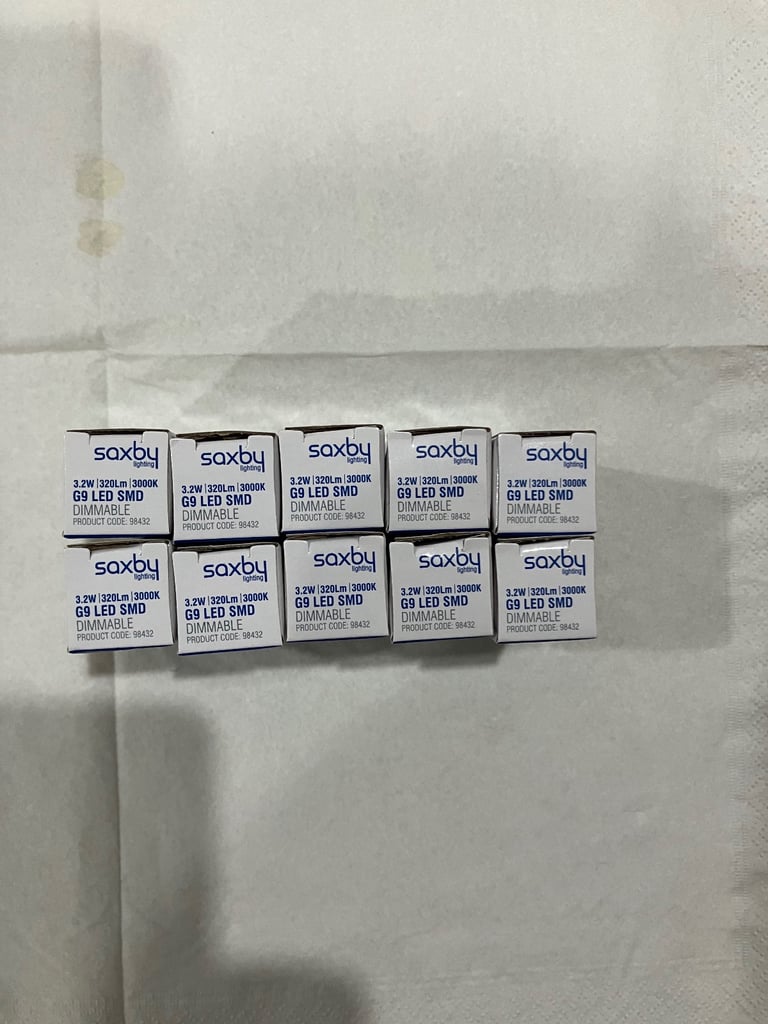 saxby
lighting
3.2W|320Lm|3000K
G9 LED SMD
DIMMABLE
PRODUCT CODE: 98432
saxby
lighting
3.2W|320Lm|3000K
G9 LED SMD
DIMMABLE
PRODUCT CODE: 98432
saxby
lighting
3.2W|320Lm|3000K
G9 LED SMD
DIMMABLE
PRODUCT CODE: 98432
saxby
lighting
3.2W|320Lm|3000K
G9 LED SMD
DIMMABLE
PRODUCT CODE: 98432
saxby
lighting
3.2W|320Lm|3000K
G9 LED SMD
DIMMABLE
PRODUCT CODE: 98432
saxby
lighting
3.2W|320Lm|3000K
G9 LED SMD
DIMMABLE
PRODUCT CODE: 98432
saxby
lighting
3.2W|320Lm|3000K
G9 LED SMD
DIMMABLE
PRODUCT CODE: 98432
saxby
lighting
3.2W|320Lm|3000K
G9 LED SMD
DIMMABLE
PRODUCT CODE: 98432
saxby
lighting
3.2W|320Lm|3000K
G9 LED SMD
DIMMABLE
PRODUCT CODE: 98432
saxby
lighting
3.2W|320Lm|3000K
G9 LED SMD
DIMMABLE
PRODUCT CODE: 98432